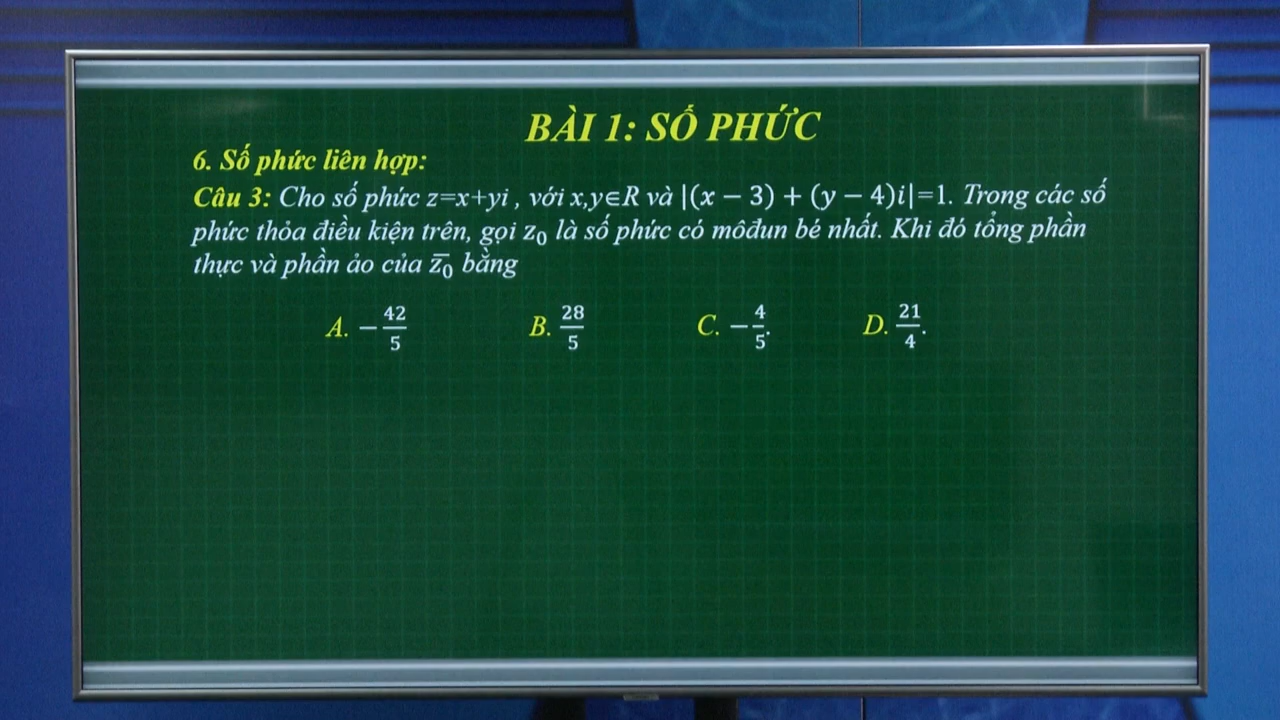 BÀI 1: SỐ PHỨC
6. Số phức liên hợp:
Câu 3: Cho số phức z=x+yi , với x,y∈R và |(x − 3) + (y − 4)i|=1. Trong các số
phức thỏa điều kiện trên, gọi z₀ là số phức có môđun bé nhất. Khi đó tổng phần
thực và phần ảo của z̅₀ bằng
A. −42/5 B. 28/5 C. −4/5. D. 21/4.